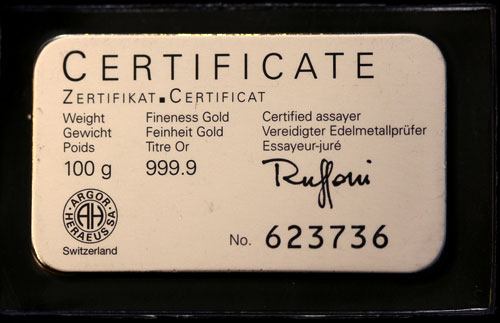 CERTIFICATE
ZERTIFIKAT ▪ CERTIFICAT
Weight Fineness Gold Certified assayer
Gewicht Feinheit Gold Vereidigter Edelmetallprüfer
Poids Titre Or Essayeur-juré
100 g 999.9
Ruffoni
ARGOR-HERAEUS SA
AH
Switzerland
No. 623736